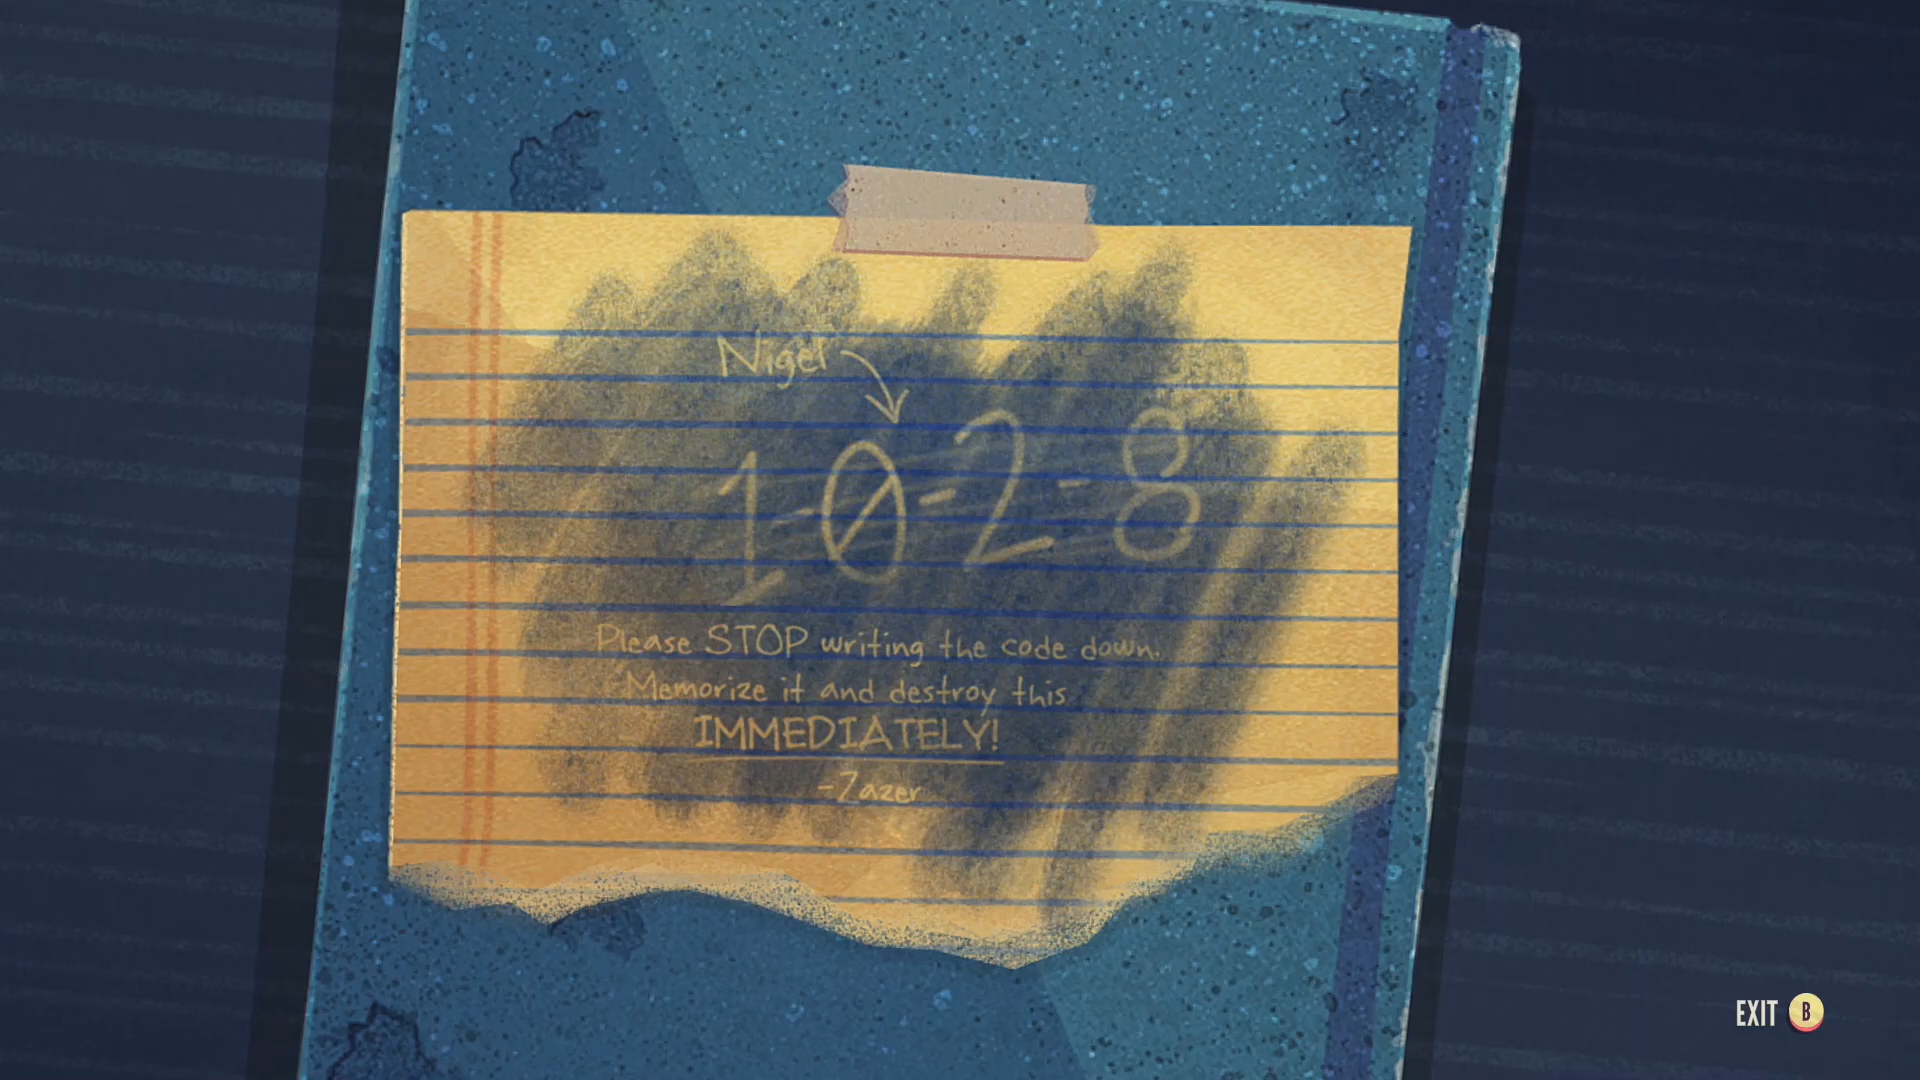 Nigel
1-0-2-8
Please STOP writing the code down.
Memorize it and destroy this
IMMEDIATELY!
-Zazer
EXIT B